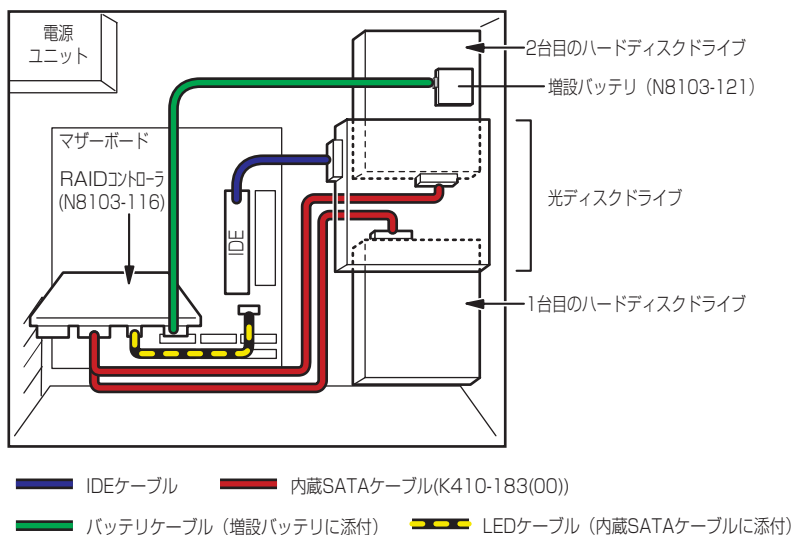 電源
ユニット
2台目のハードディスクドライブ
増設バッテリ（N8103-121）
マザーボード
RAIDコントローラ
(N8103-116)
光ディスクドライブ
IDE
1台目のハードディスクドライブ
IDEケーブル
内蔵SATAケーブル(K410-183(00))
バッテリケーブル（増設バッテリに添付）
LEDケーブル（内蔵SATAケーブルに添付）